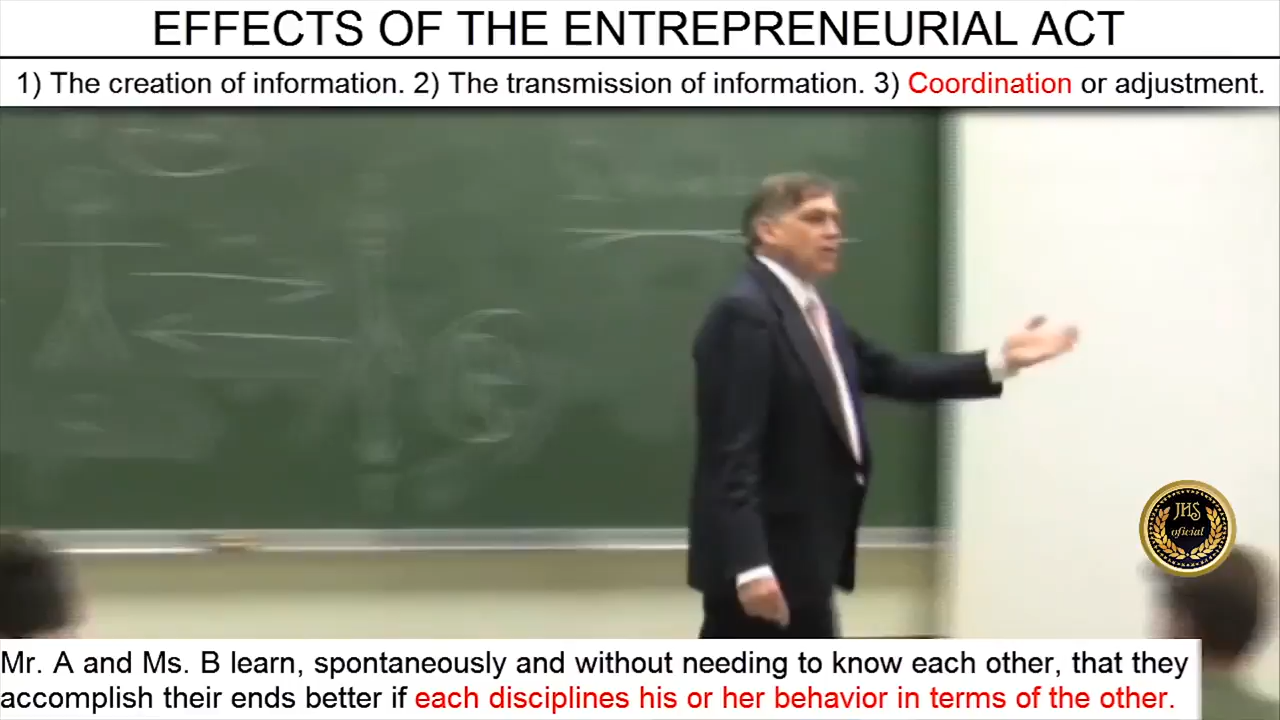 EFFECTS OF THE ENTREPRENEURIAL ACT
1) The creation of information. 2) The transmission of information. 3) Coordination or adjustment.
JHS
oficial
Mr. A and Ms. B learn, spontaneously and without needing to know each other, that they
accomplish their ends better if each disciplines his or her behavior in terms of the other.